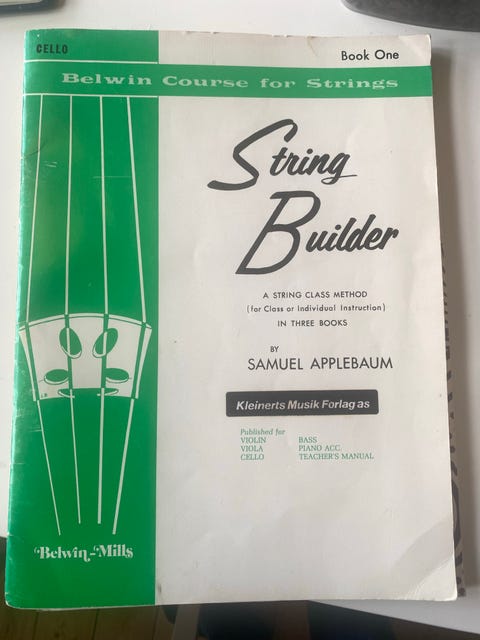 CELLO
Book One
Belwin Course for Strings
String
Builder
A STRING CLASS METHOD
(for Class or Individual Instruction)
IN THREE BOOKS
BY
SAMUEL APPLEBAUM
Kleinerts Musik Forlag as
Published for
VIOLIN BASS
VIOLA PIANO ACC.
CELLO TEACHER'S MANUAL
Belwin-Mills